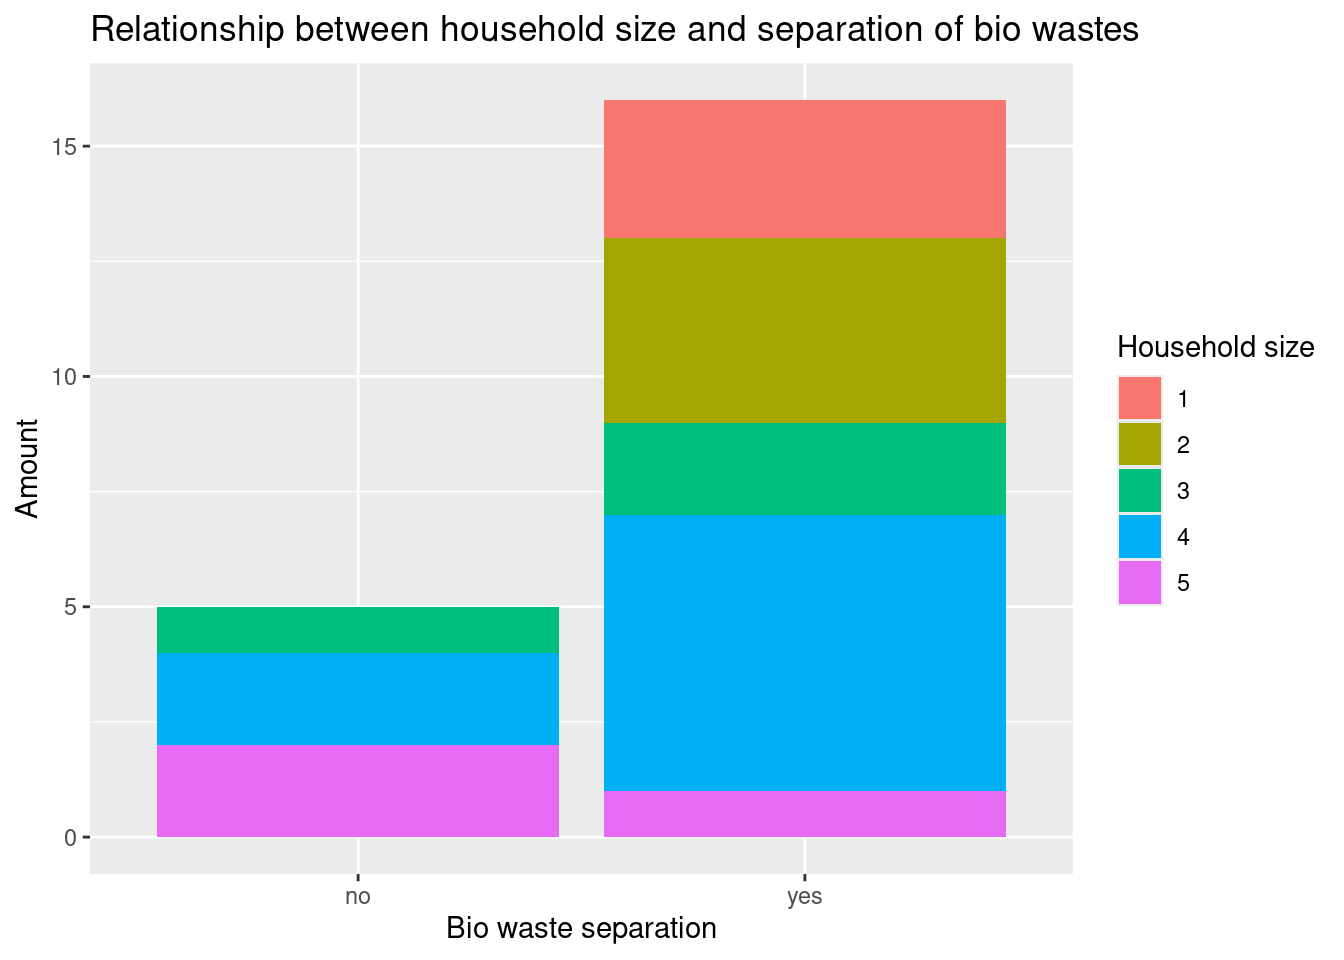 Relationship between household size and separation of bio wastes
15
10
5
0
Amount
no
yes
Bio waste separation
Household size
1
2
3
4
5